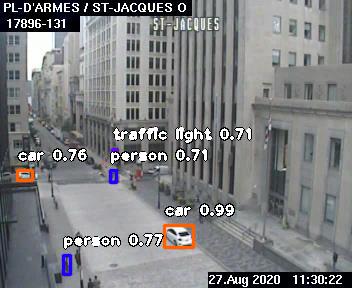 PL-D'ARMES / ST-JACQUES O
17896-131
ST-JACQUES
traffic light 0.71
car 0.76
person 0.71
car 0.99
person 0.77
27.Aug 2020 11:30:22